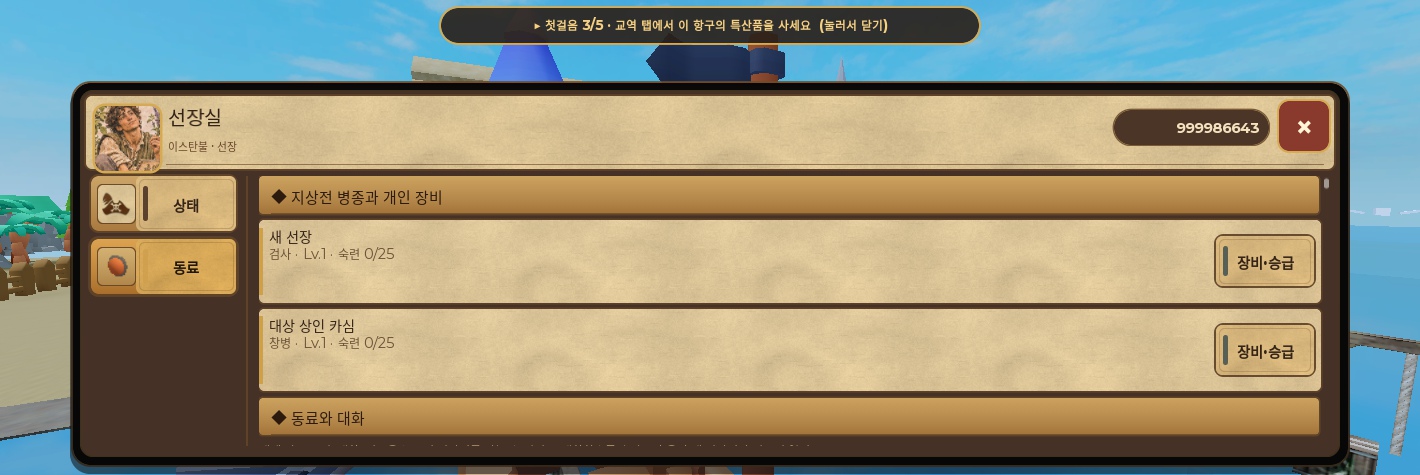 ▸ 첫걸음 3/5 · 교역 탭에서 이 항구의 특산품을 사세요 (눌러서 닫기)
선장실
이스탄불 · 선장
999986643
×
상태
동료
◆ 지상전 병종과 개인 장비
새 선장
검사 · Lv.1 · 숙련 0/25
장비·승급
대상 상인 카심
창병 · Lv.1 · 숙련 0/25
장비·승급
◆ 동료와 대화